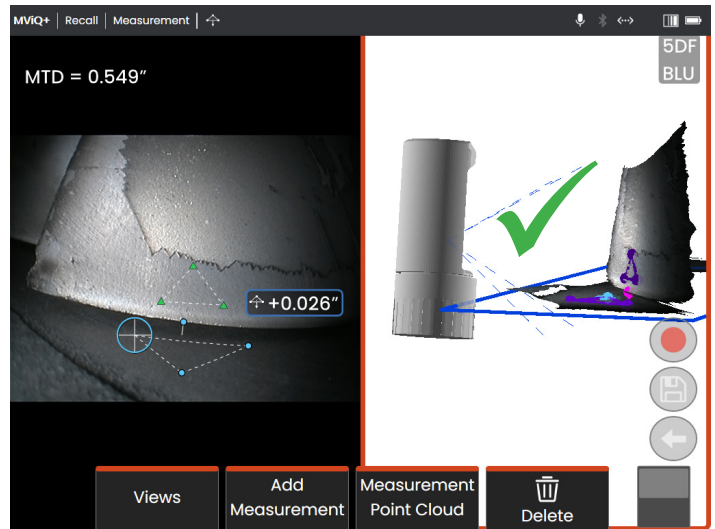 MViQ+ | Recall | Measurement
5DF
BLU
MTD = 0.549"
+0.026"
Views
Add
Measurement
Measurement
Point Cloud
Delete